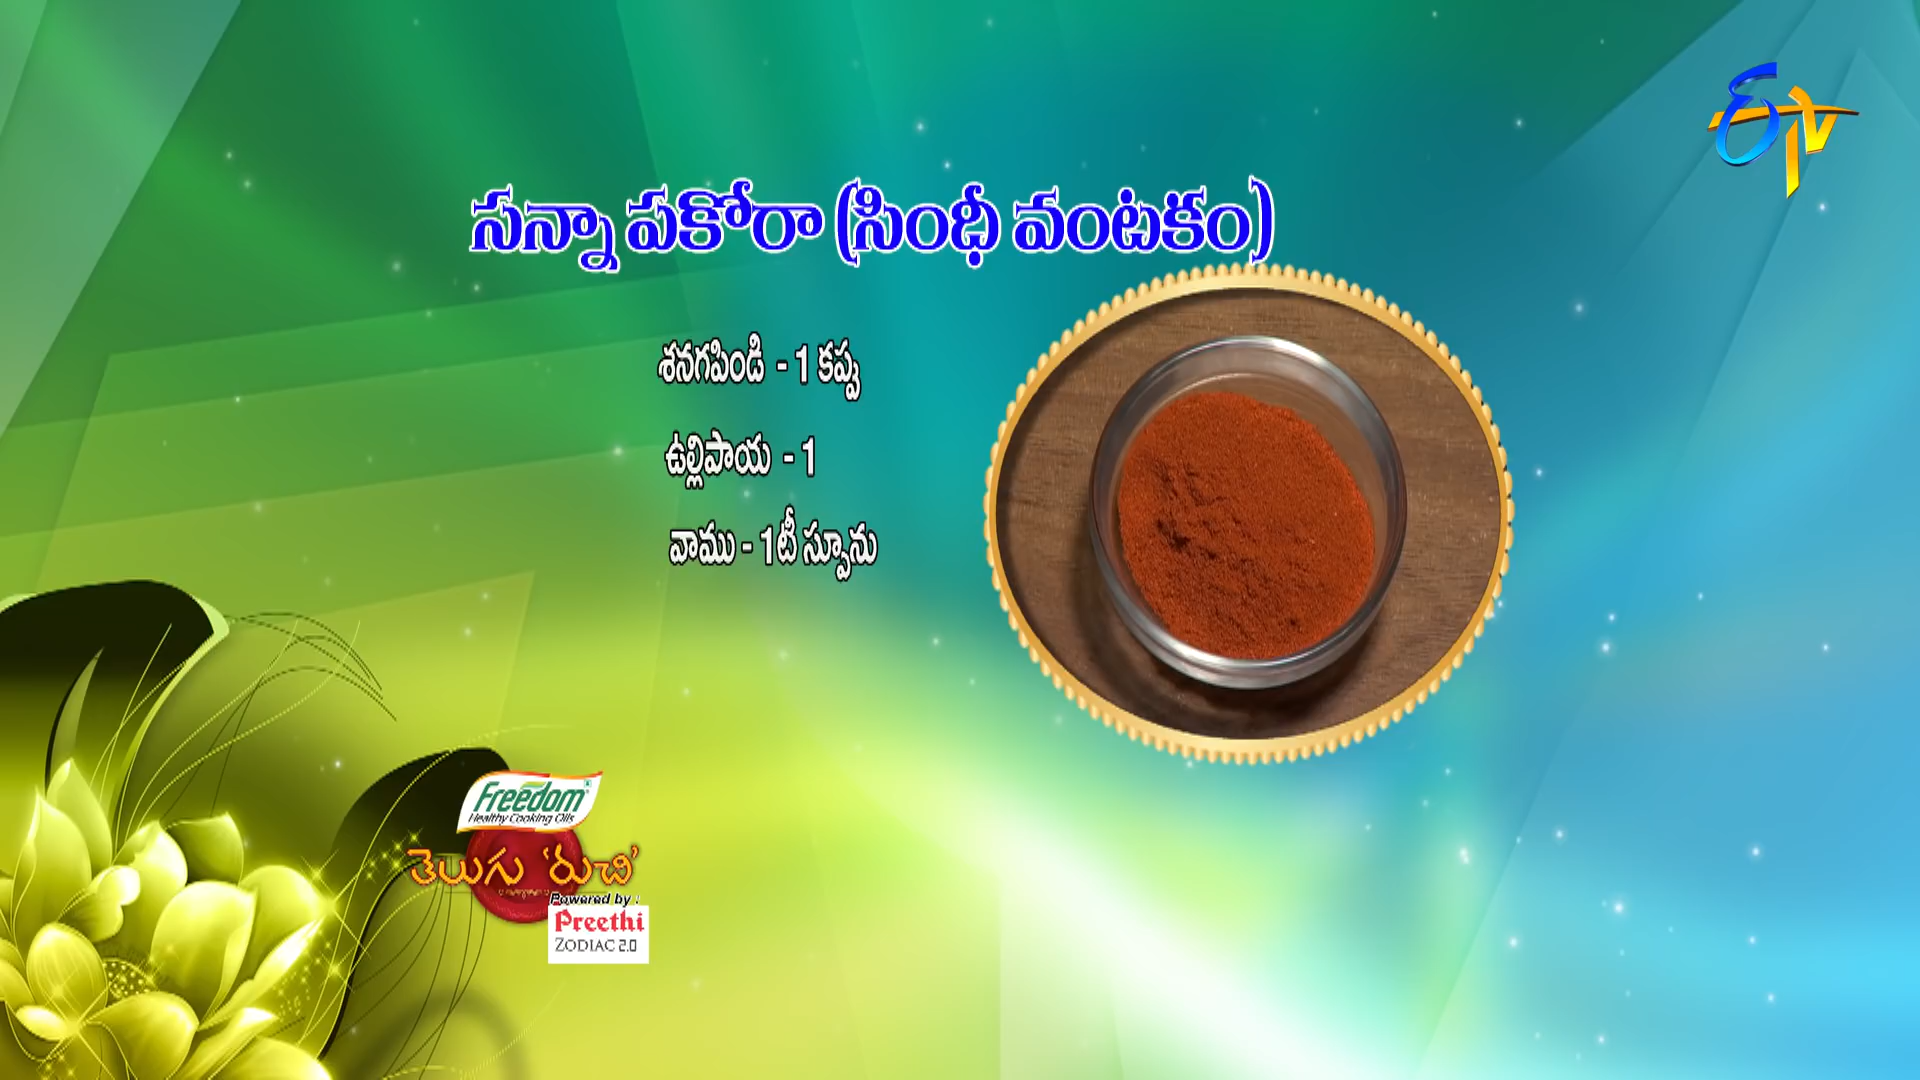 ETV
సన్నా పకోరా (సింధీ వంటకం)
శనగపిండి - 1 కప్పు
ఉల్లిపాయ - 1
వాము - 1టీ స్పూను
Freedom
Healthy Cooking Oils
తెలుగు 'రుచి'
Powered by :
Preethi
ZODIAC 2.0